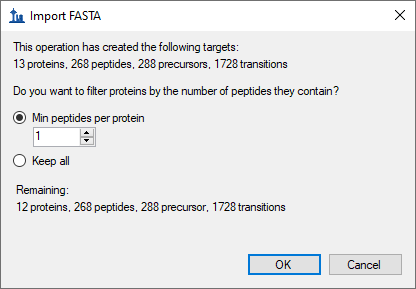 Import FASTA
This operation has created the following targets:
13 proteins, 268 peptides, 288 precursors, 1728 transitions
Do you want to filter proteins by the number of peptides they contain?
Min peptides per protein
1
Keep all
Remaining:
12 proteins, 268 peptides, 288 precursor, 1728 transitions
OK
Cancel